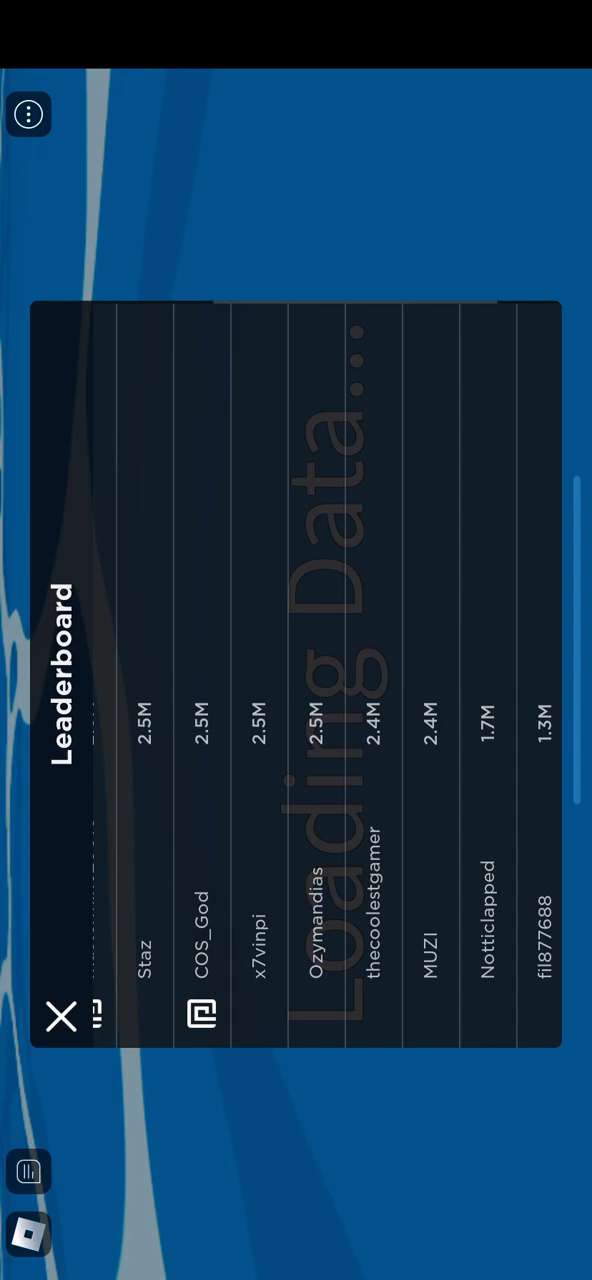 Leaderboard
Staz 2.5M
COS_God 2.5M
x7vinpi 2.5M
Ozymandias 2.5M
thecoolestgamer 2.4M
MUZI 2.4M
Notticlapped 1.7M
fil877688 1.3M
Loading Data...